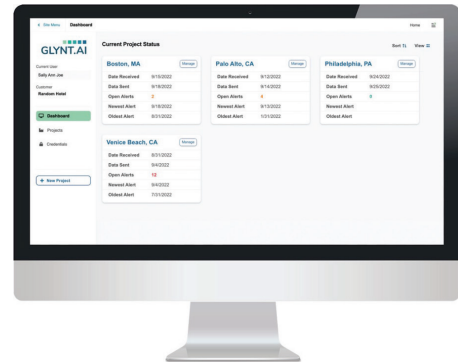 Site Menu Dashboard Home
GLYNT.AI
Current User
Sally Ann Joe
Customer
Random Hotel
Dashboard
Projects
Credentials
+ New Project
Current Project Status
Sort View
Boston, MA Manage
Date Received 9/15/2022
Data Sent 9/18/2022
Open Alerts
Newest Alert 9/18/2022
Oldest Alert 8/31/2022
Palo Alto, CA Manage
Date Received 9/12/2022
Data Sent 9/14/2022
Open Alerts 4
Newest Alert 9/13/2022
Oldest Alert 1/31/2022
Philadelphia, PA Manage
Date Received 9/24/2022
Data Sent 9/25/2022
Open Alerts 0
Newest Alert
Oldest Alert
Venice Beach, CA Manage
Date Received 8/31/2022
Data Sent 9/4/2022
Open Alerts 12
Newest Alert 9/4/2022
Oldest Alert 7/31/2022